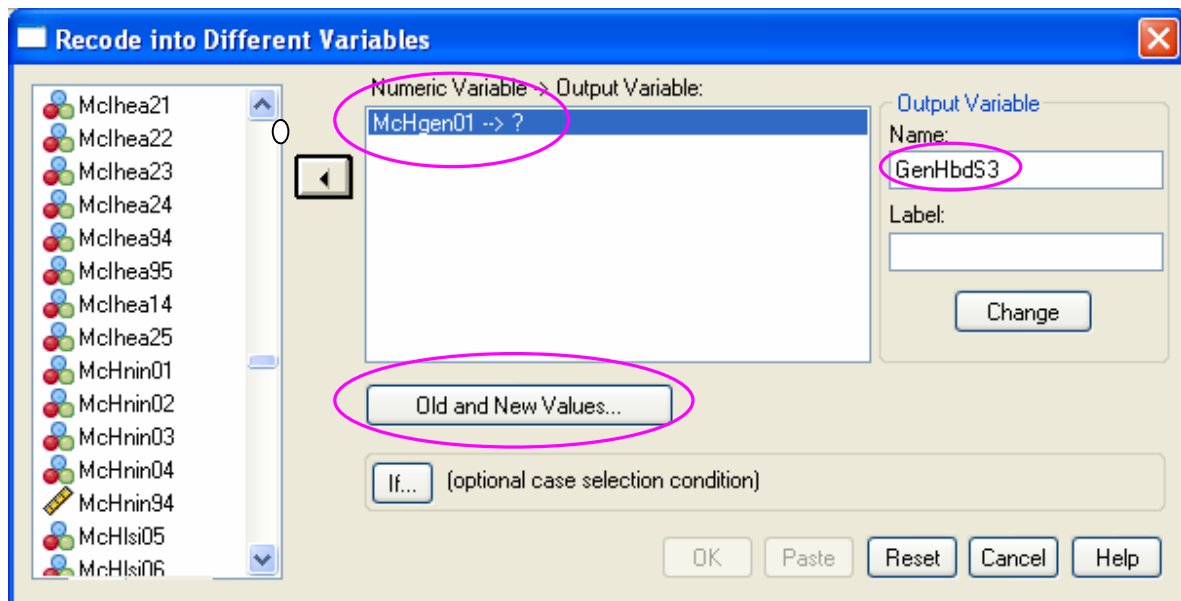 Recode into Different Variables
McIhea21
McIhea22
McIhea23
McIhea24
McIhea94
McIhea95
McIhea14
McIhea25
McHnin01
McHnin02
McHnin03
McHnin04
McHnin94
McHlsi05
McHlsi06
Numeric Variable -> Output Variable:
McHgen01 --> ?
Old and New Values...
If... (optional case selection condition)
Output Variable
Name:
GenHbdS3
Label:
Change
OK Paste Reset Cancel Help